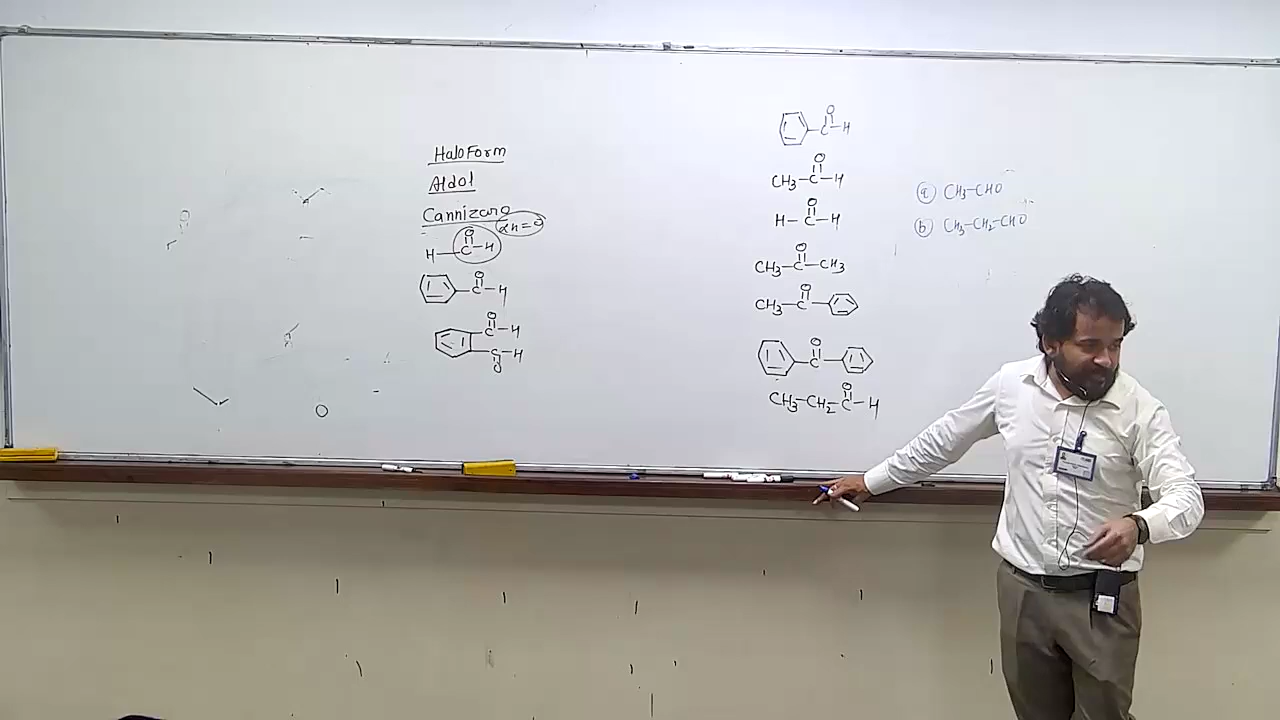 HaloForm
Aldol
Cannizaro
αH=0
H-C(=O)-H
C(=O)-H
C(=O)-H
C(=O)-H
C(=O)-H
CH3-C(=O)-H
H-C(=O)-H
CH3-C(=O)-CH3
CH3-C(=O)-
C(=O)
CH3-CH2-C(=O)-H
(a) CH3-CHO
(b) CH3-CH2-CHO